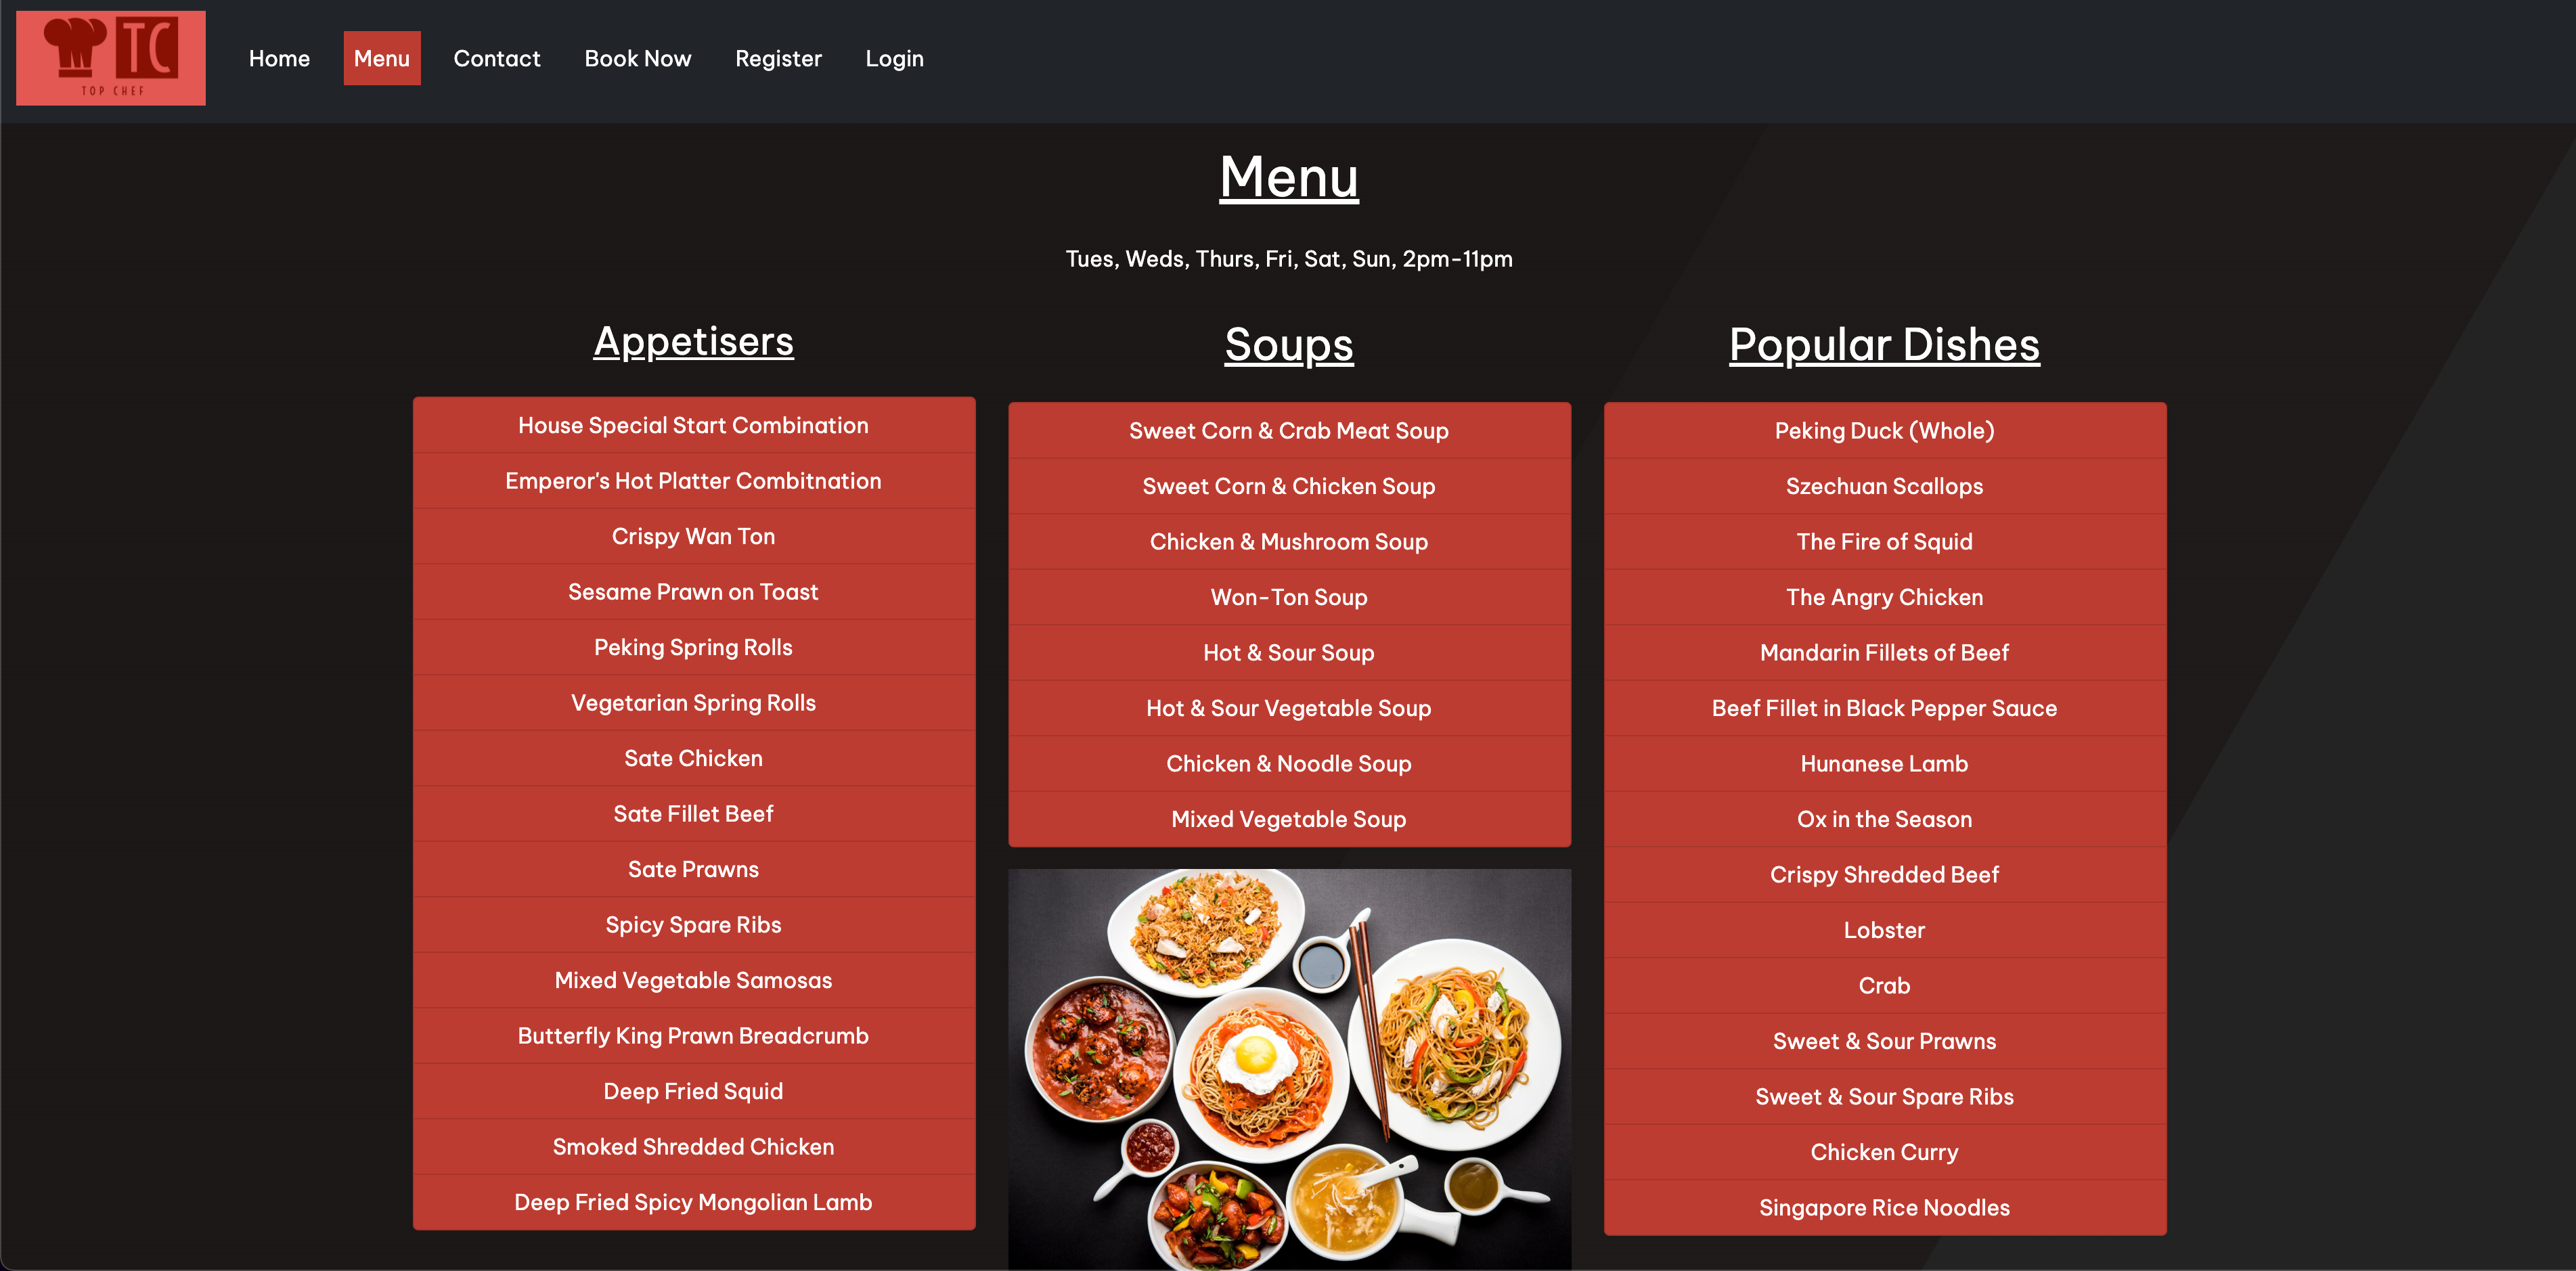 TC
TOP CHEF
Home
Menu
Contact
Book Now
Register
Login
Menu
Tues, Weds, Thurs, Fri, Sat, Sun, 2pm-11pm
Appetisers
House Special Start Combination
Emperor's Hot Platter Combitnation
Crispy Wan Ton
Sesame Prawn on Toast
Peking Spring Rolls
Vegetarian Spring Rolls
Sate Chicken
Sate Fillet Beef
Sate Prawns
Spicy Spare Ribs
Mixed Vegetable Samosas
Butterfly King Prawn Breadcrumb
Deep Fried Squid
Smoked Shredded Chicken
Deep Fried Spicy Mongolian Lamb
Soups
Sweet Corn & Crab Meat Soup
Sweet Corn & Chicken Soup
Chicken & Mushroom Soup
Won-Ton Soup
Hot & Sour Soup
Hot & Sour Vegetable Soup
Chicken & Noodle Soup
Mixed Vegetable Soup
Popular Dishes
Peking Duck (Whole)
Szechuan Scallops
The Fire of Squid
The Angry Chicken
Mandarin Fillets of Beef
Beef Fillet in Black Pepper Sauce
Hunanese Lamb
Ox in the Season
Crispy Shredded Beef
Lobster
Crab
Sweet & Sour Prawns
Sweet & Sour Spare Ribs
Chicken Curry
Singapore Rice Noodles